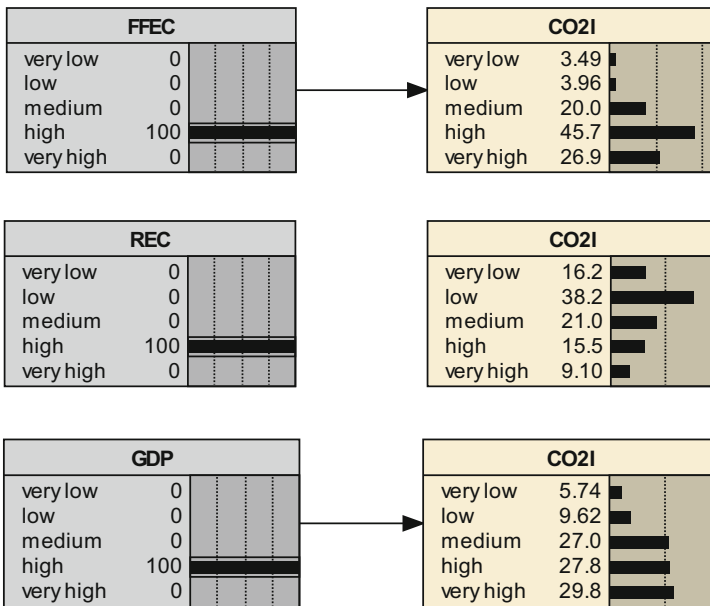 FFEC
very low 0
low 0
medium 0
high 100
very high 0
CO2I
very low 3.49
low 3.96
medium 20.0
high 45.7
very high 26.9
REC
very low 0
low 0
medium 0
high 100
very high 0
CO2I
very low 16.2
low 38.2
medium 21.0
high 15.5
very high 9.10
GDP
very low 0
low 0
medium 0
high 100
very high 0
CO2I
very low 5.74
low 9.62
medium 27.0
high 27.8
very high 29.8